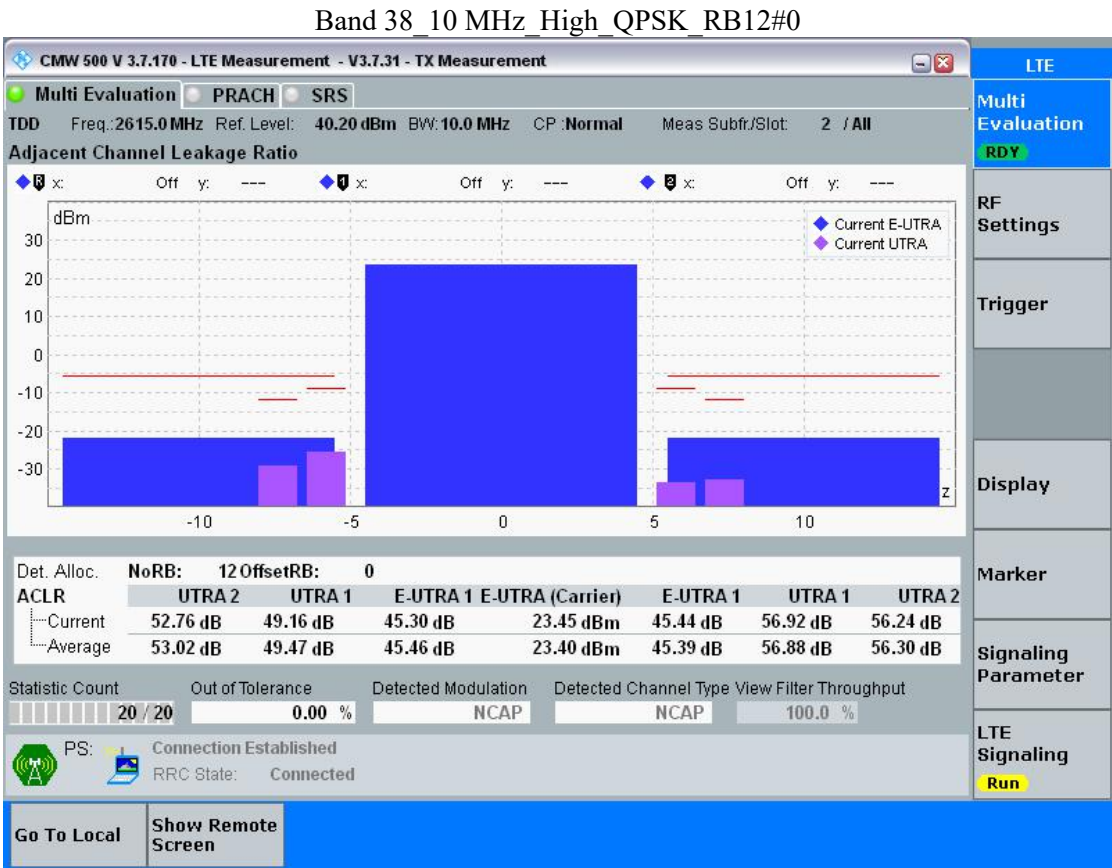 Band 38_10 MHz_High_QPSK_RB12#0
CMW 500 V 3.7.170 - LTE Measurement - V3.7.31 - TX Measurement
LTE
Multi Evaluation PRACH SRS
TDD Freq.:2615.0 MHz Ref. Level: 40.20 dBm BW: 10.0 MHz CP :Normal Meas Subfr./Slot: 2 / All
Adjacent Channel Leakage Ratio
R x: Off y: --- 1 x: Off y: --- 2 x: Off y: ---
dBm
Current E-UTRA
Current UTRA
30
20
10
0
-10
-20
-30
z
-10 -5 0 5 10
Det. Alloc. NoRB: 12 OffsetRB: 0
ACLR UTRA 2 UTRA 1 E-UTRA 1 E-UTRA (Carrier) E-UTRA 1 UTRA 1 UTRA 2
Current 52.76 dB 49.16 dB 45.30 dB 23.45 dBm 45.44 dB 56.92 dB 56.24 dB
Average 53.02 dB 49.47 dB 45.46 dB 23.40 dBm 45.39 dB 56.88 dB 56.30 dB
Statistic Count Out of Tolerance Detected Modulation Detected Channel Type View Filter Throughput
20 / 20 0.00 % NCAP NCAP 100.0 %
PS: Connection Established
RRC State: Connected
Multi
Evaluation
RDY
RF
Settings
Trigger
Display
Marker
Signaling
Parameter
LTE
Signaling
Run
Go To Local
Show Remote
Screen